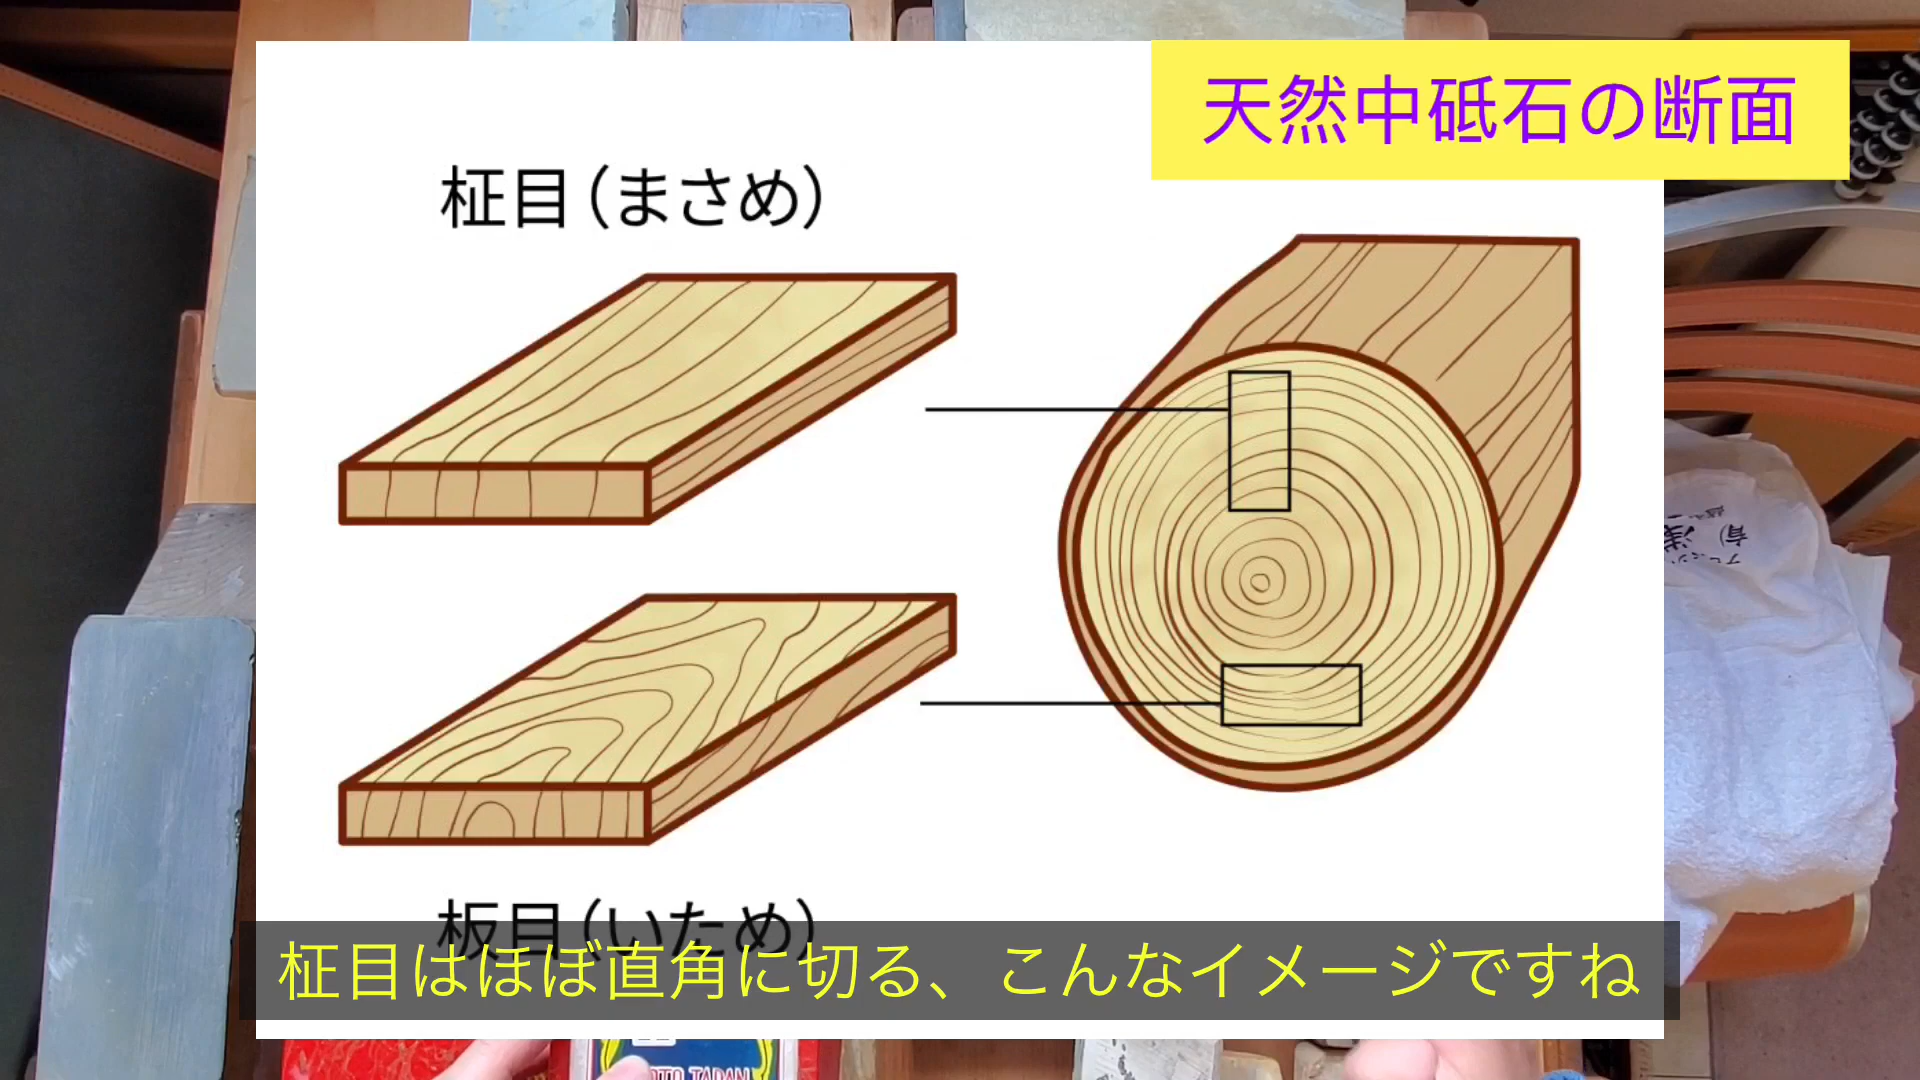 天然中砥石の断面
柾目（まさめ）
板目（いため）
柾目はほぼ直角に切る、こんなイメージですね